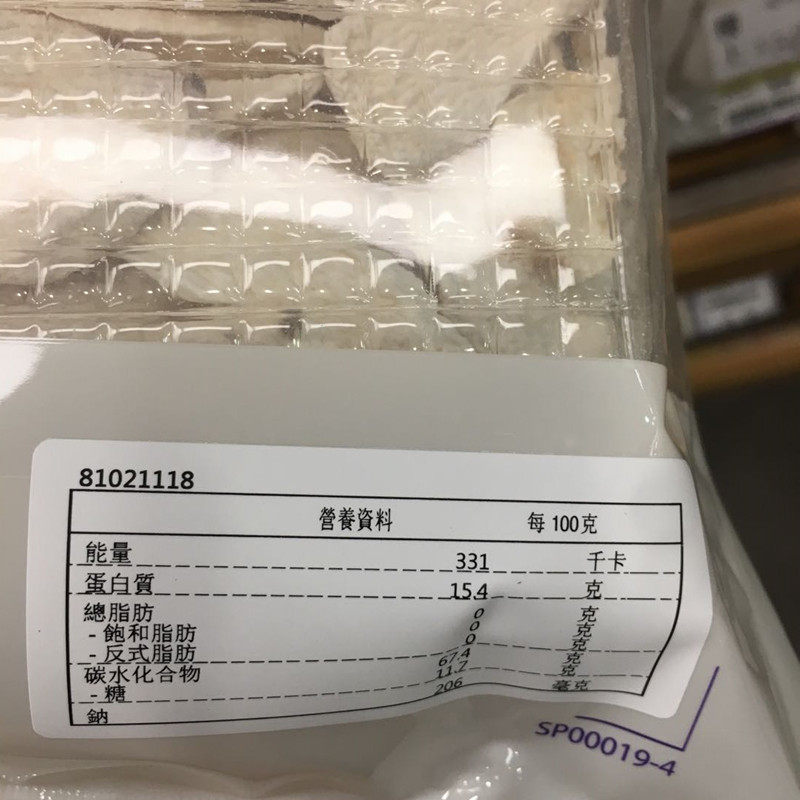 81021118
營養資料 每 100克
能量 331 千卡
蛋白質 15.4 克
總脂肪 0 克
- 飽和脂肪 0 克
- 反式脂肪 0 克
碳水化合物 67.4 克
- 糖 11.7 克
鈉 206 毫克
SP00019-4